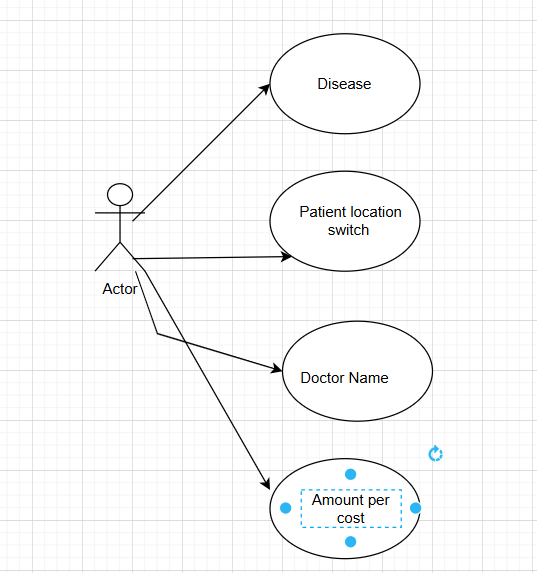 Disease
Patient location
switch
Actor
Doctor Name
Amount per
cost